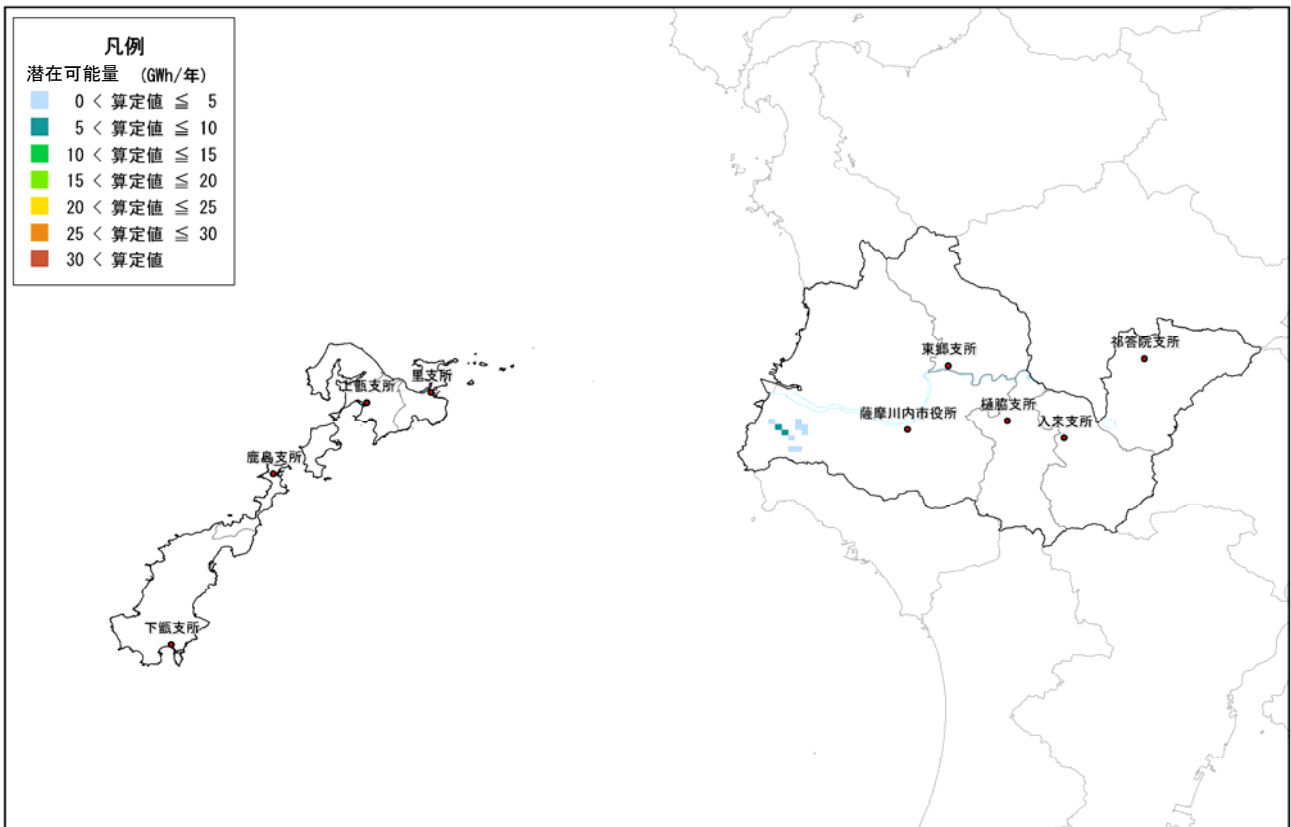 凡例
潜在可能量 (GWh/年)
0 < 算定値 ≦ 5
5 < 算定値 ≦ 10
10 < 算定値 ≦ 15
15 < 算定値 ≦ 20
20 < 算定値 ≦ 25
25 < 算定値 ≦ 30
30 < 算定値
祁答院支所
東郷支所
里支所
上甑支所
樋脇支所
薩摩川内市役所
入来支所
鹿島支所
下甑支所